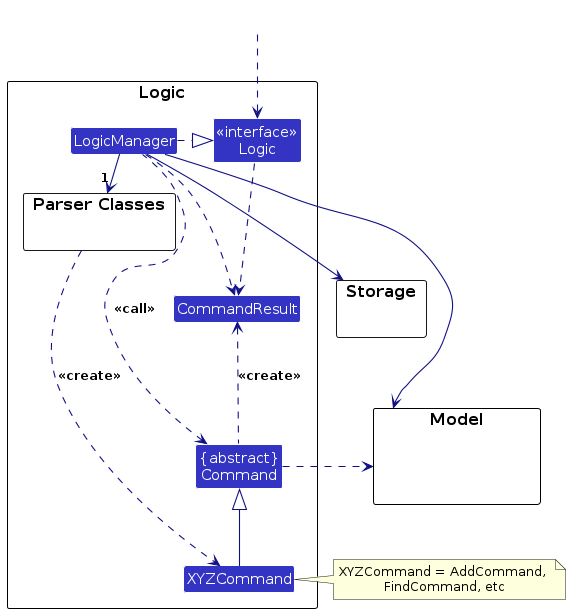 Logic
LogicManager
«interface»
Logic
1
Parser Classes
Storage
«call»
CommandResult
«create»
«create»
Model
{abstract}
Command
XYZCommand
XYZCommand = AddCommand,
FindCommand, etc